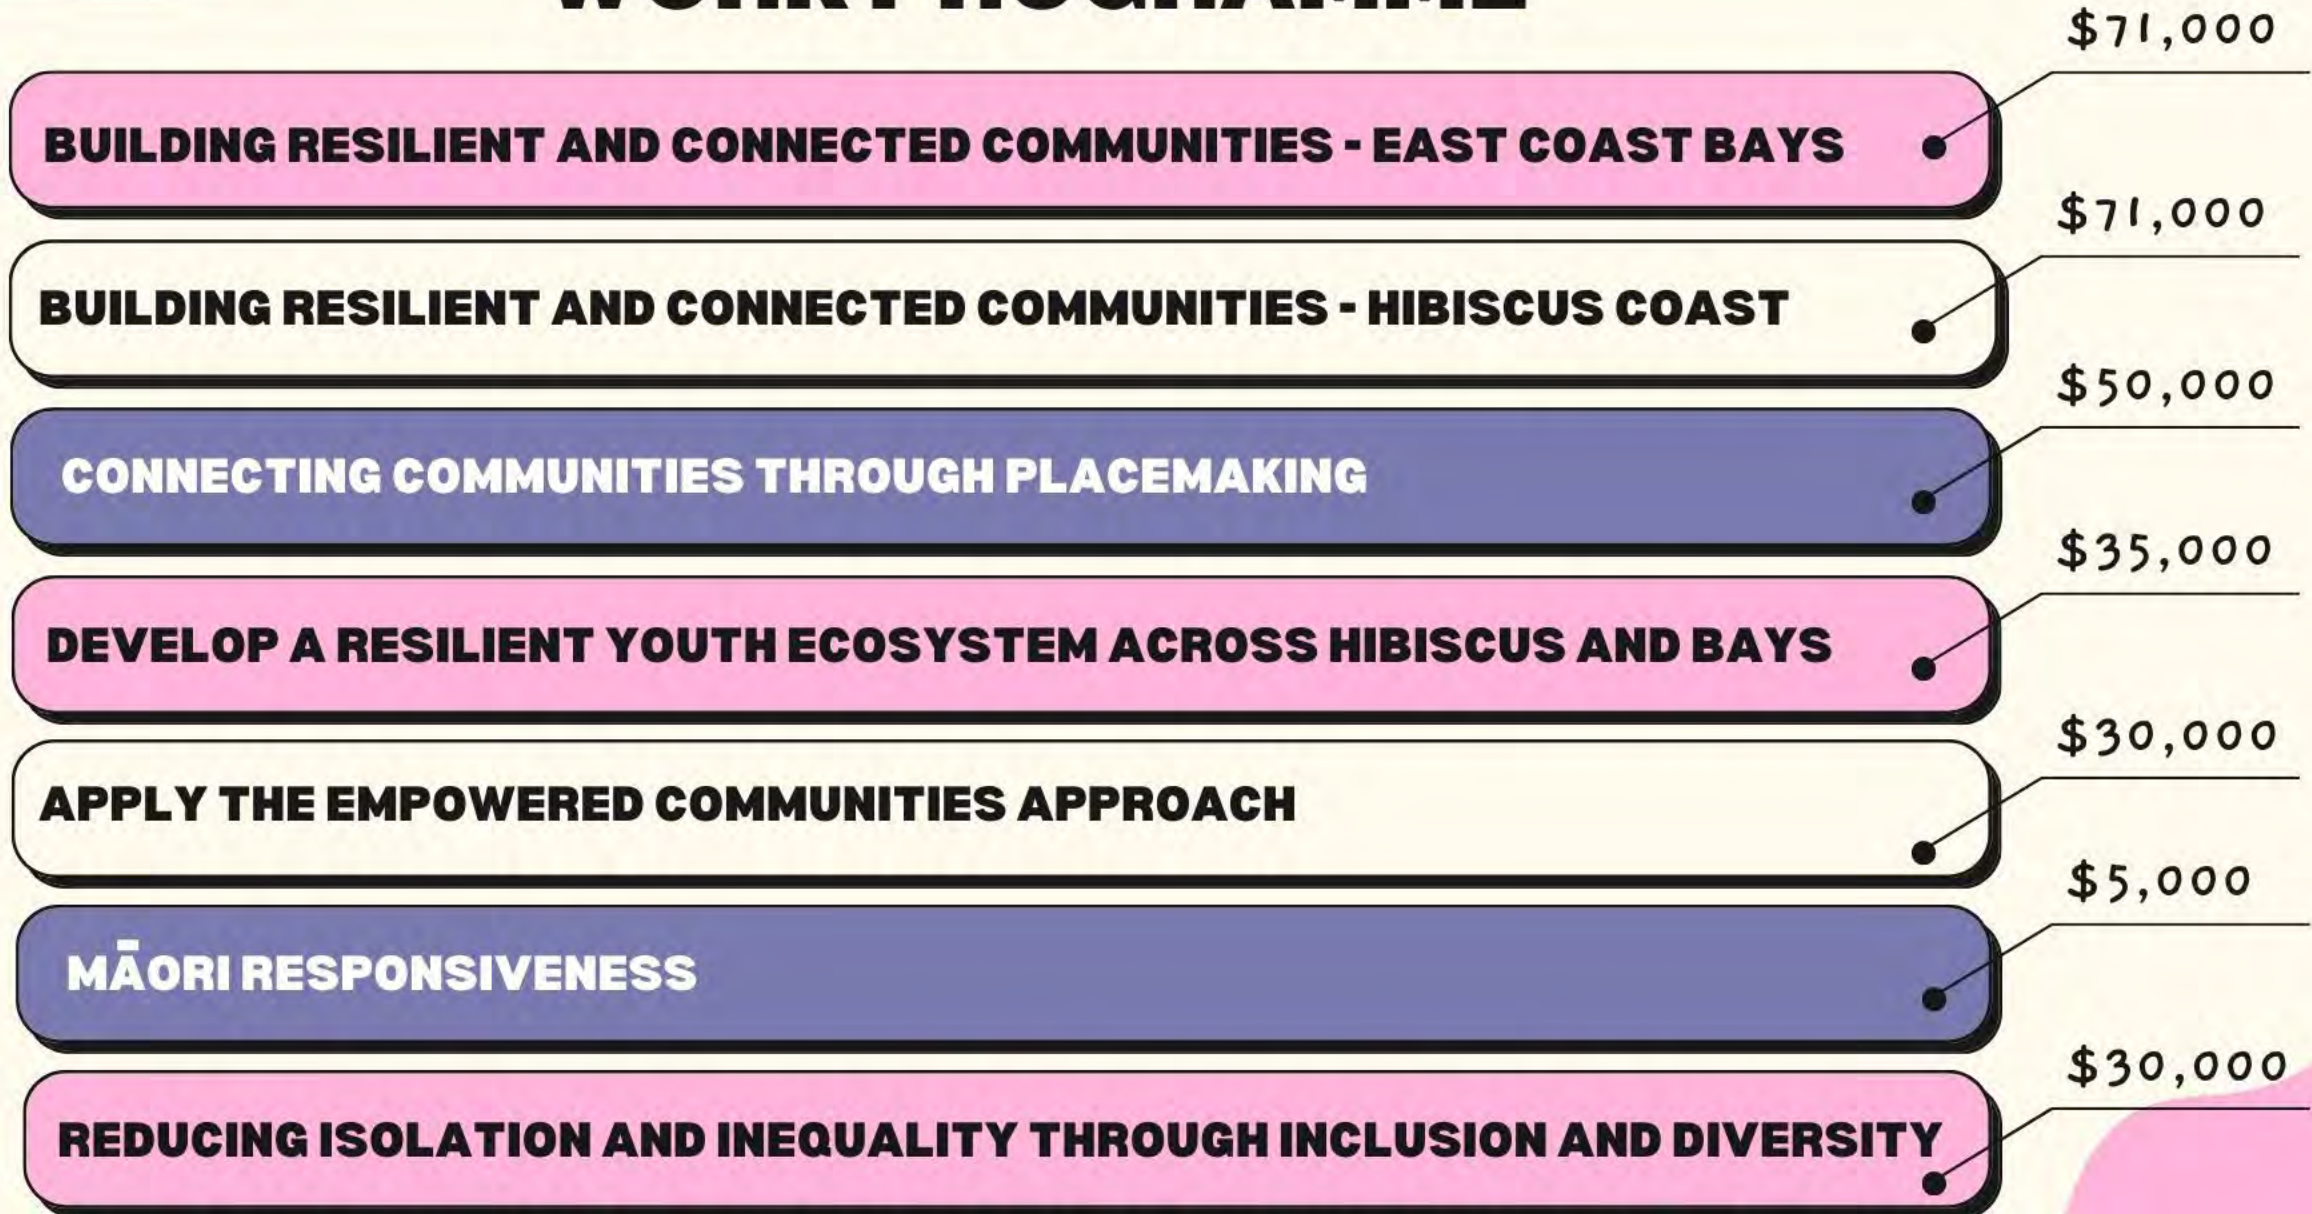 WORK PROGRAMME
$71,000
BUILDING RESILIENT AND CONNECTED COMMUNITIES - EAST COAST BAYS
$71,000
BUILDING RESILIENT AND CONNECTED COMMUNITIES - HIBISCUS COAST
$50,000
CONNECTING COMMUNITIES THROUGH PLACEMAKING
$35,000
DEVELOP A RESILIENT YOUTH ECOSYSTEM ACROSS HIBISCUS AND BAYS
$30,000
APPLY THE EMPOWERED COMMUNITIES APPROACH
$5,000
MĀORI RESPONSIVENESS
$30,000
REDUCING ISOLATION AND INEQUALITY THROUGH INCLUSION AND DIVERSITY